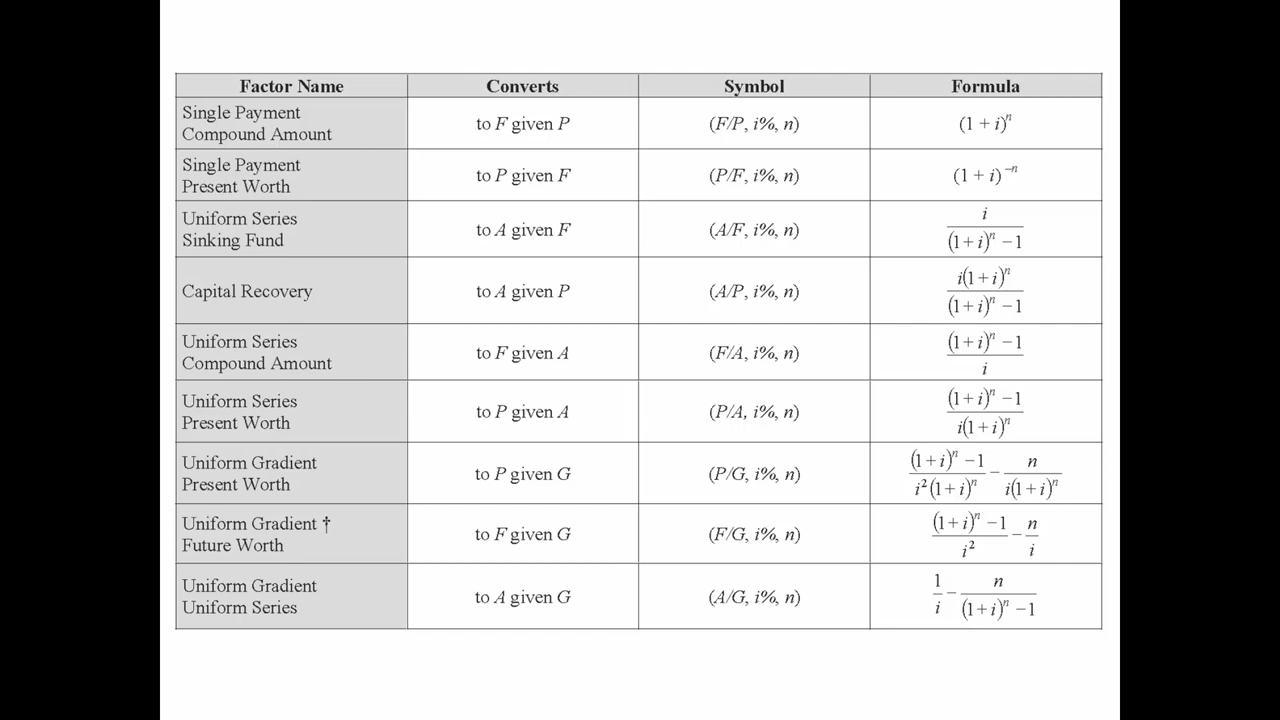 Factor Name Converts Symbol Formula
Single Payment
Compound Amount
to F given P (F/P, i%, n) (1 + i)^n
Single Payment
Present Worth
to P given F (P/F, i%, n) (1 + i)^−n
Uniform Series
Sinking Fund
to A given F (A/F, i%, n)
i
(1+i)^n −1
Capital Recovery to A given P (A/P, i%, n)
i(1+i)^n
(1+i)^n −1
Uniform Series
Compound Amount
to F given A (F/A, i%, n)
(1+i)^n −1
i
Uniform Series
Present Worth
to P given A (P/A, i%, n)
(1+i)^n −1
i(1+i)^n
Uniform Gradient
Present Worth
to P given G (P/G, i%, n)
(1+i)^n −1 − n
i²(1+i)^n i(1+i)^n
Uniform Gradient †
Future Worth
to F given G (F/G, i%, n)
(1+i)^n −1 − n
i² i
Uniform Gradient
Uniform Series
to A given G (A/G, i%, n)
1 − n
i (1+i)^n −1